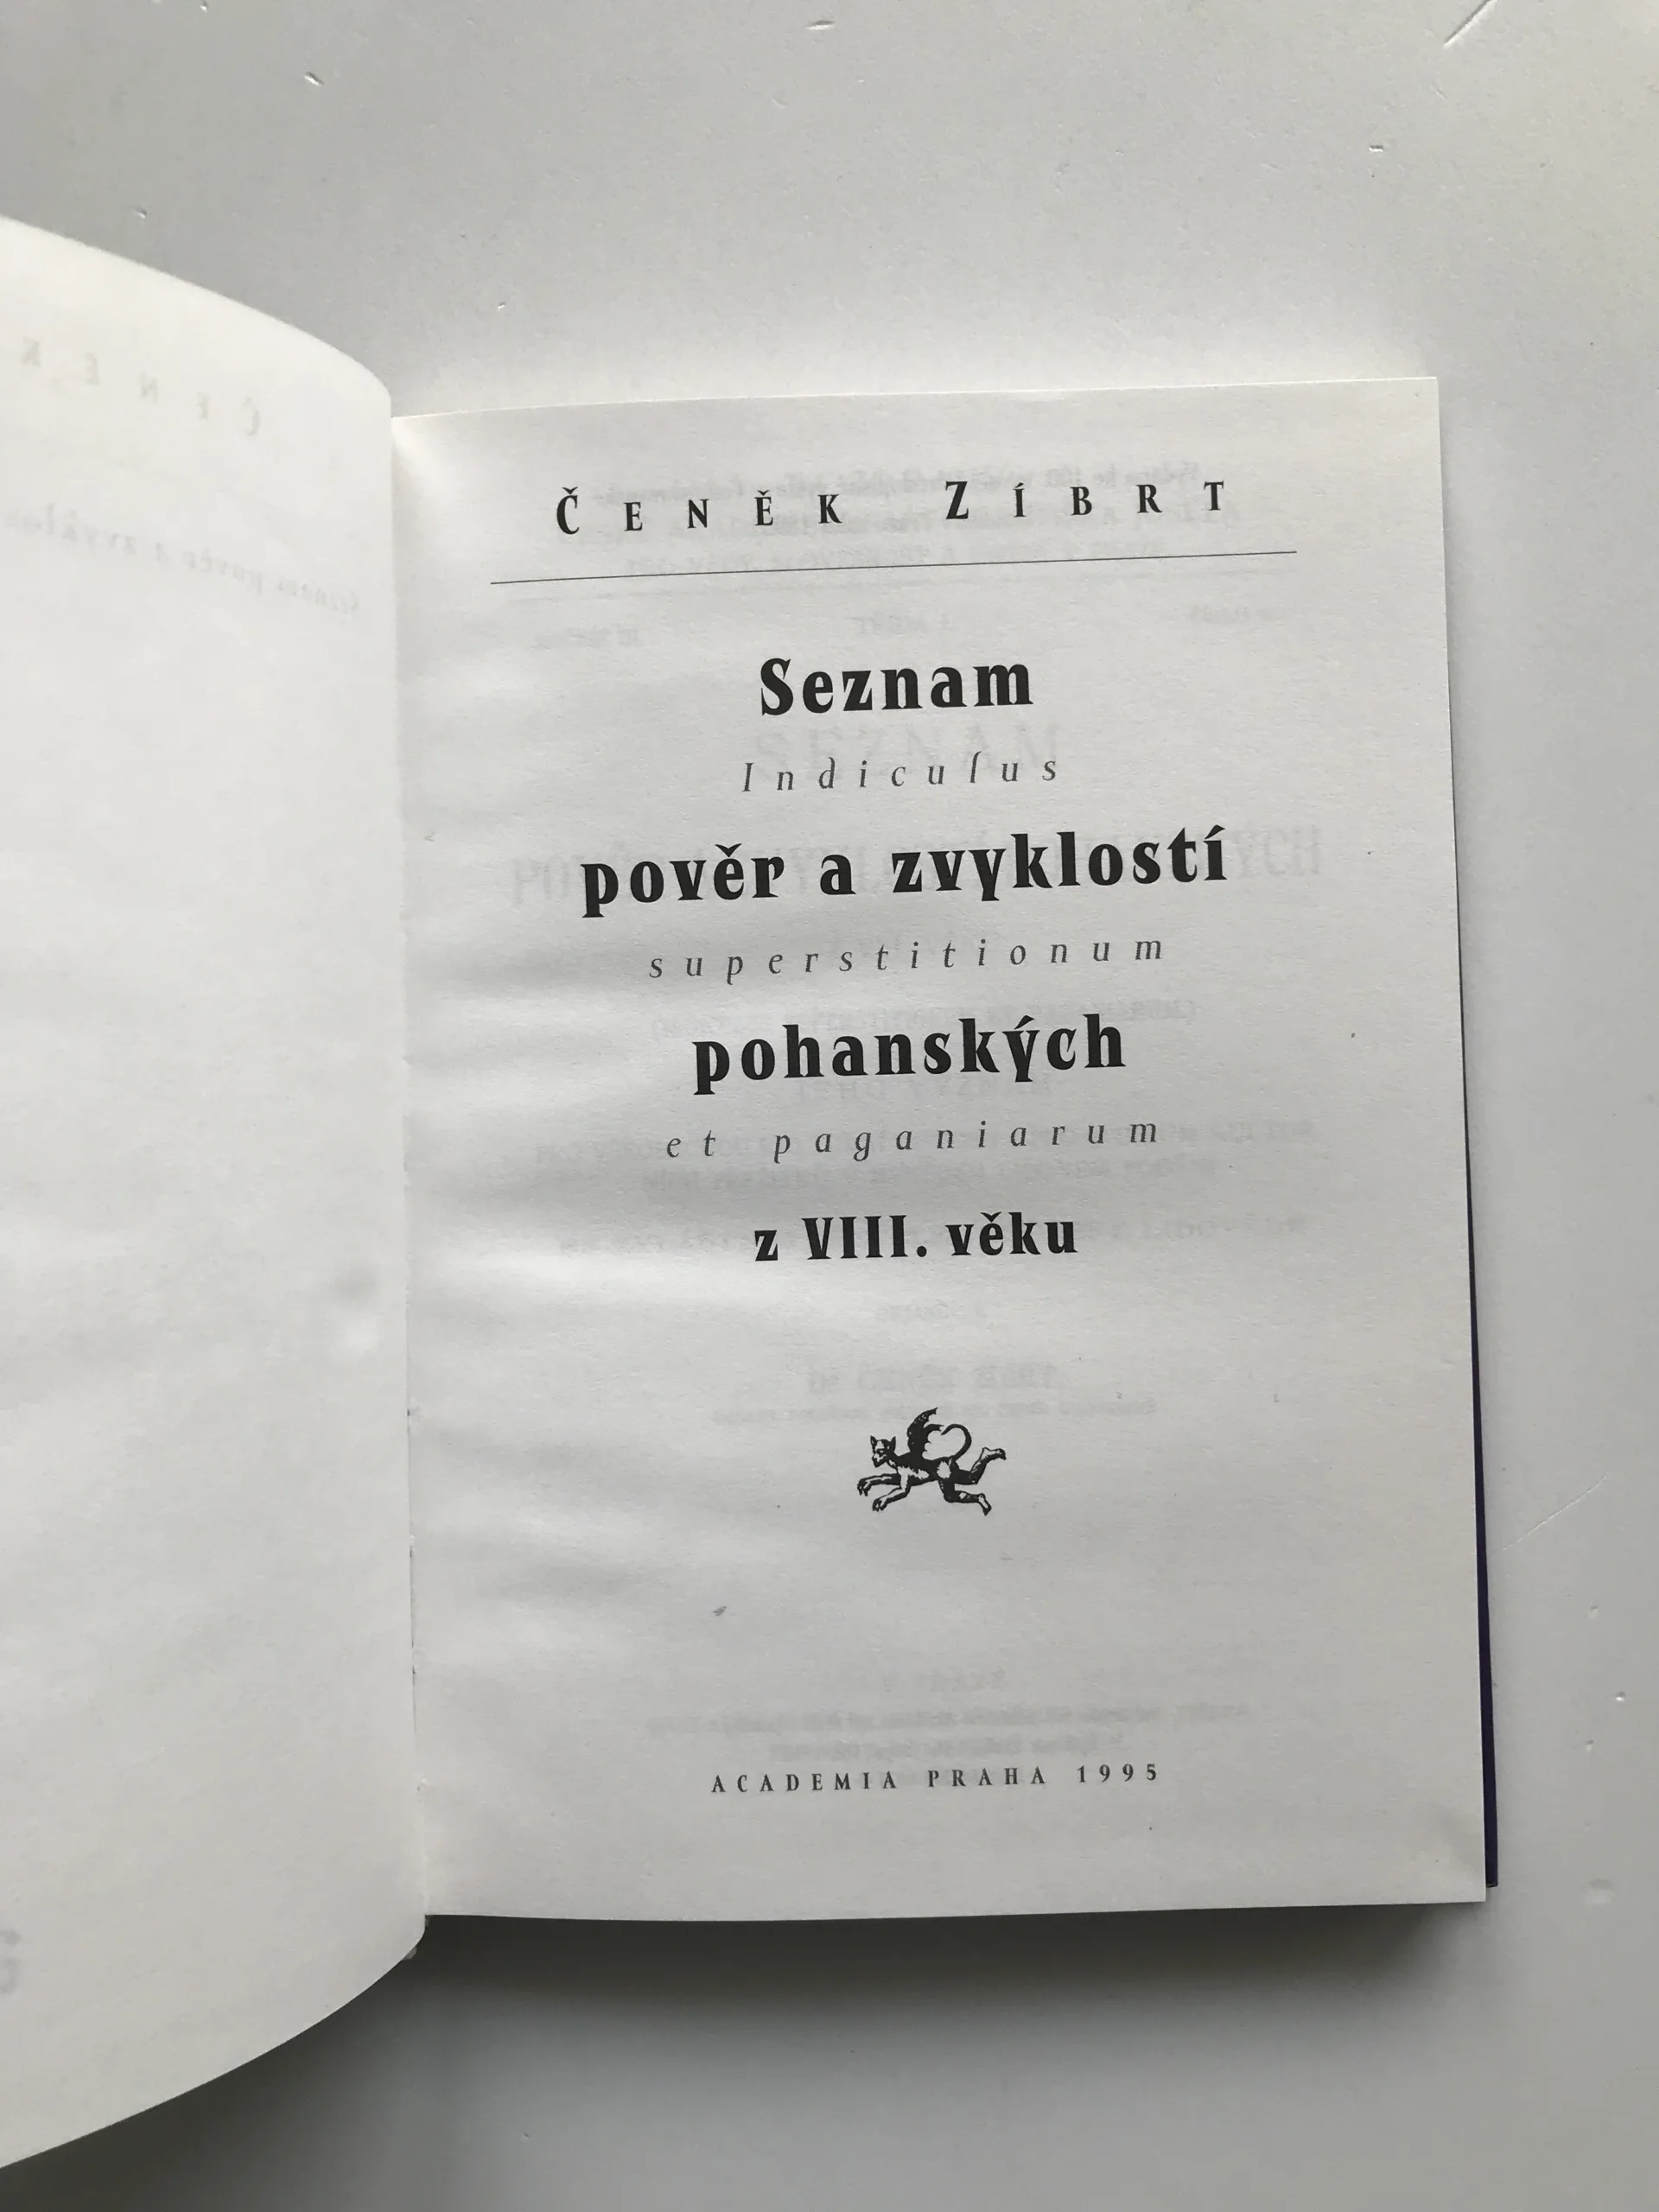 Čeněk Zíbrt
Seznam
Indiculus
pověr a zvyklostí
superstitionum
pohanských
et paganiarum
z VIII. věku
ACADEMIA PRAHA 1995